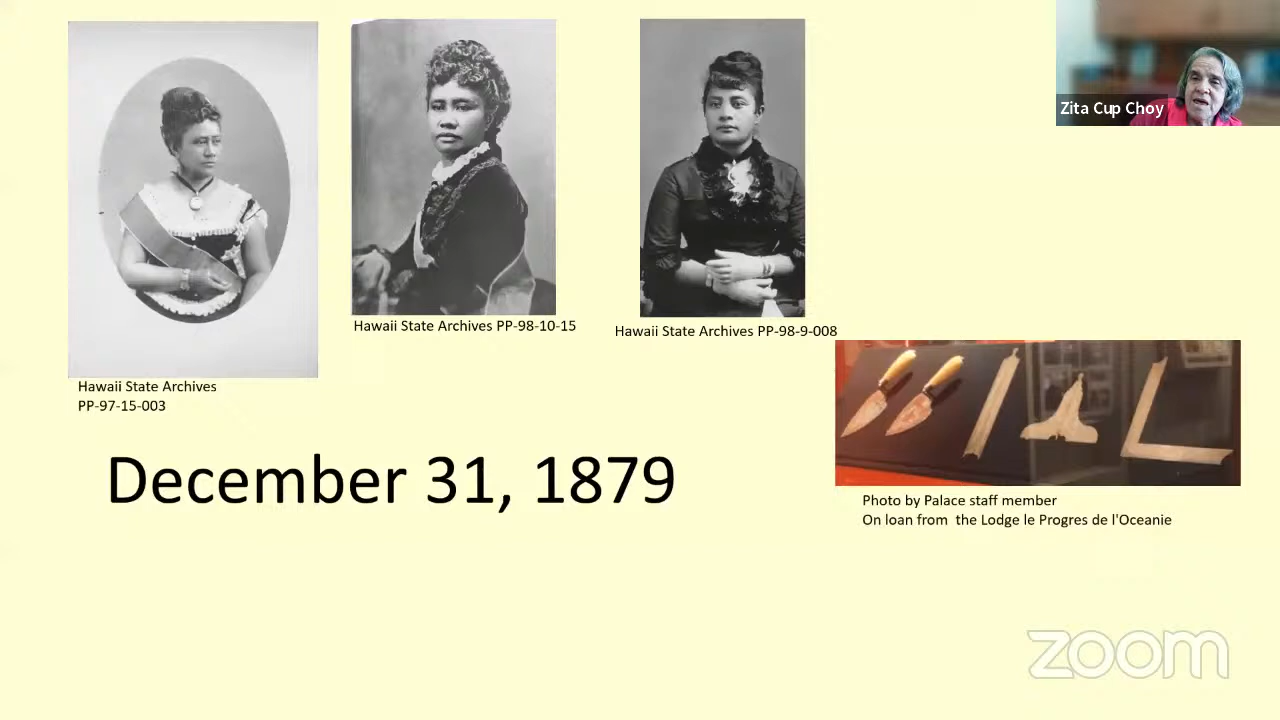 Zita Cup Choy
Hawaii State Archives PP-98-10-15
Hawaii State Archives PP-98-9-008
Hawaii State Archives
PP-97-15-003
December 31, 1879
Photo by Palace staff member
On loan from  the Lodge le Progres de l'Oceanie
zoom